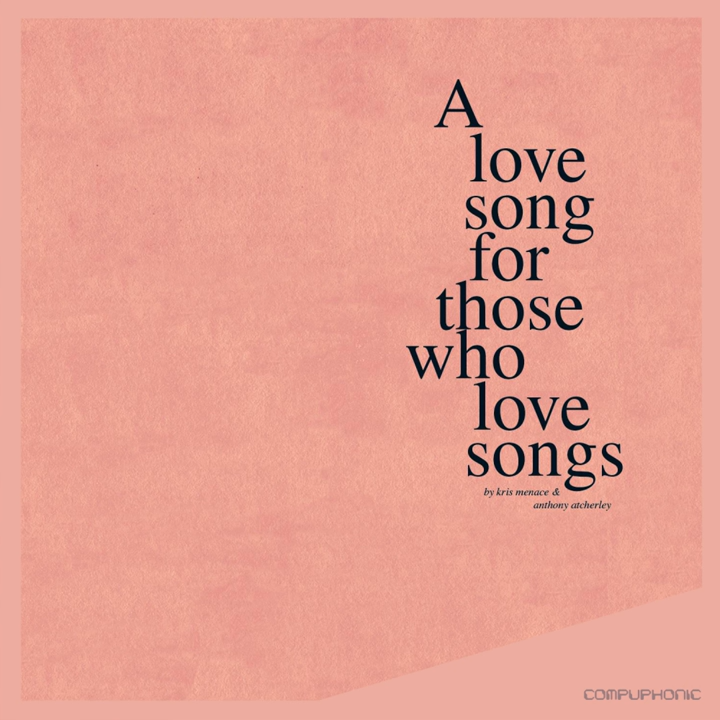 A
love
song
for
those
who
love
songs
by kris menace &
anthony atcherley
COMPUPHONIC